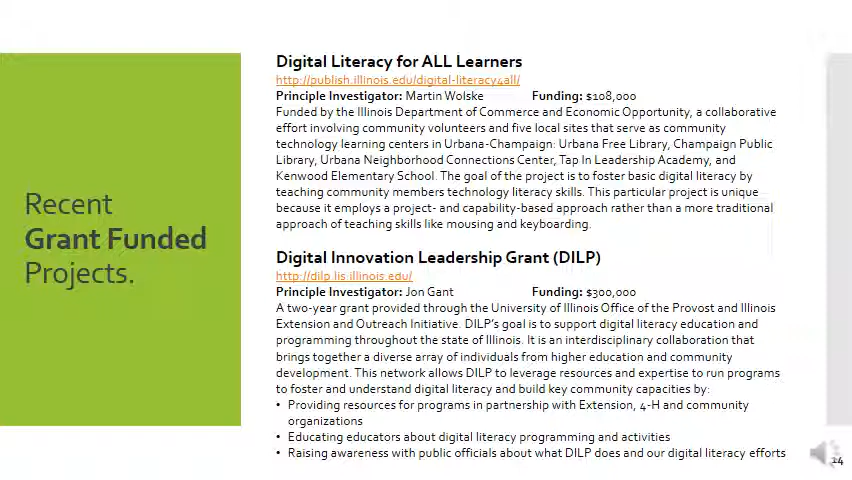 Recent
Grant Funded
Projects.
Digital Literacy for ALL Learners
http://publish.illinois.edu/digital-literacy4all/
Principle Investigator: Martin Wolske Funding: $108,000
Funded by the Illinois Department of Commerce and Economic Opportunity, a collaborative
effort involving community volunteers and five local sites that serve as community
technology learning centers in Urbana-Champaign: Urbana Free Library, Champaign Public
Library, Urbana Neighborhood Connections Center, Tap In Leadership Academy, and
Kenwood Elementary School. The goal of the project is to foster basic digital literacy by
teaching community members technology literacy skills. This particular project is unique
because it employs a project- and capability-based approach rather than a more traditional
approach of teaching skills like mousing and keyboarding.
Digital Innovation Leadership Grant (DILP)
http://dilp.lis.illinois.edu/
Principle Investigator: Jon Gant Funding: $300,000
A two-year grant provided through the University of Illinois Office of the Provost and Illinois
Extension and Outreach Initiative. DILP's goal is to support digital literacy education and
programming throughout the state of Illinois. It is an interdisciplinary collaboration that
brings together a diverse array of individuals from higher education and community
development. This network allows DILP to leverage resources and expertise to run programs
to foster and understand digital literacy and build key community capacities by:
• Providing resources for programs in partnership with Extension, 4-H and community
organizations
• Educating educators about digital literacy programming and activities
• Raising awareness with public officials about what DILP does and our digital literacy efforts
14